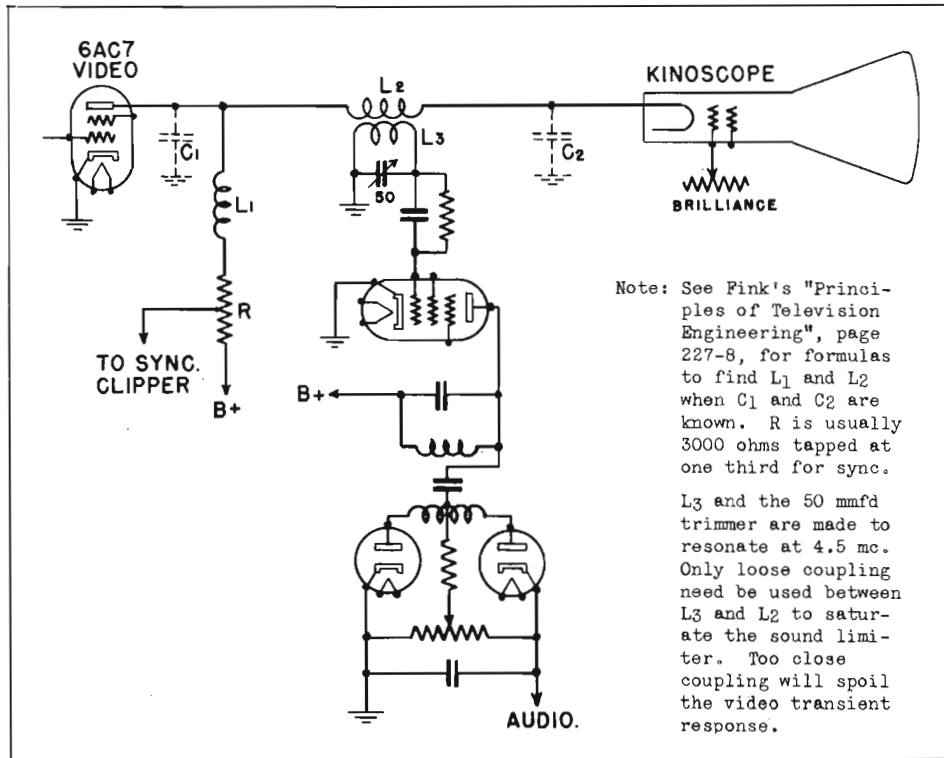 6AC7
VIDEO
C1
L1
R
TO SYNC.
CLIPPER
B+
L2
L3
50
C2
KINOSCOPE
BRILLIANCE
B+
AUDIO.
Note: See Fink's "Princi-
ples of Television
Engineering", page
227-8, for formulas
to find L1 and L2
when C1 and C2 are
known. R is usually
3000 ohms tapped at
one third for sync.
L3 and the 50 mmfd
trimmer are made to
resonate at 4.5 mc.
Only loose coupling
need be used between
L3 and L2 to satur-
ate the sound limi-
ter. Too close
coupling will spoil
the video transient
response.